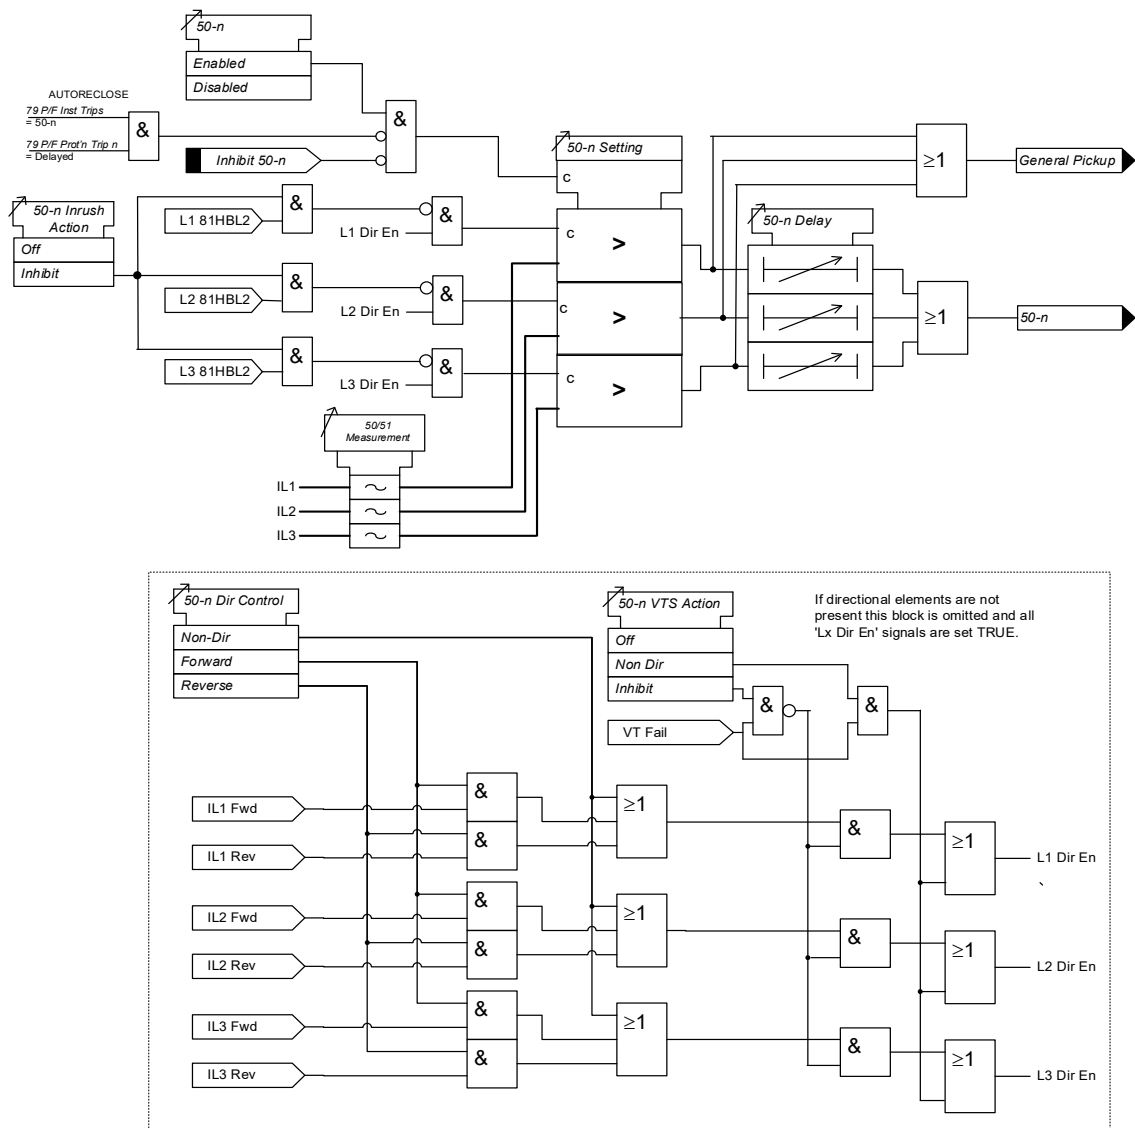 50-n
Enabled
Disabled
AUTORECLOSE
79 P/F Inst Trips
= 50-n
79 P/F Prot'n Trip n
= Delayed
&
&
Inhibit 50-n
50-n Setting
c
≥1
General Pickup
50-n Inrush
Action
Off
Inhibit
L1 81HBL2
&
L1 Dir En
&
c
>
50-n Delay
L2 81HBL2
&
L2 Dir En
&
c
>
≥1
50-n
L3 81HBL2
&
L3 Dir En
&
c
>
50/51
Measurement
IL1
IL2
IL3
50-n Dir Control
Non-Dir
Forward
Reverse
50-n VTS Action
Off
Non Dir
Inhibit
VT Fail
&
&
If directional elements are not
present this block is omitted and all
'Lx Dir En' signals are set TRUE.
IL1 Fwd
IL1 Rev
&
&
≥1
&
≥1
L1 Dir En
IL2 Fwd
IL2 Rev
&
&
≥1
&
≥1
L2 Dir En
IL3 Fwd
IL3 Rev
&
&
≥1
&
≥1
L3 Dir En